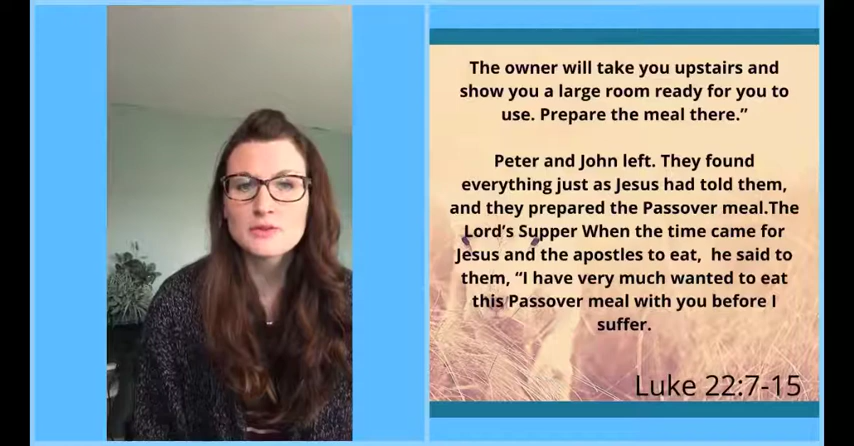 The owner will take you upstairs and
show you a large room ready for you to
use. Prepare the meal there.”
Peter and John left. They found
everything just as Jesus had told them,
and they prepared the Passover meal.The
Lord’s Supper When the time came for
Jesus and the apostles to eat,  he said to
them, “I have very much wanted to eat
this Passover meal with you before I
suffer.
Luke 22:7-15